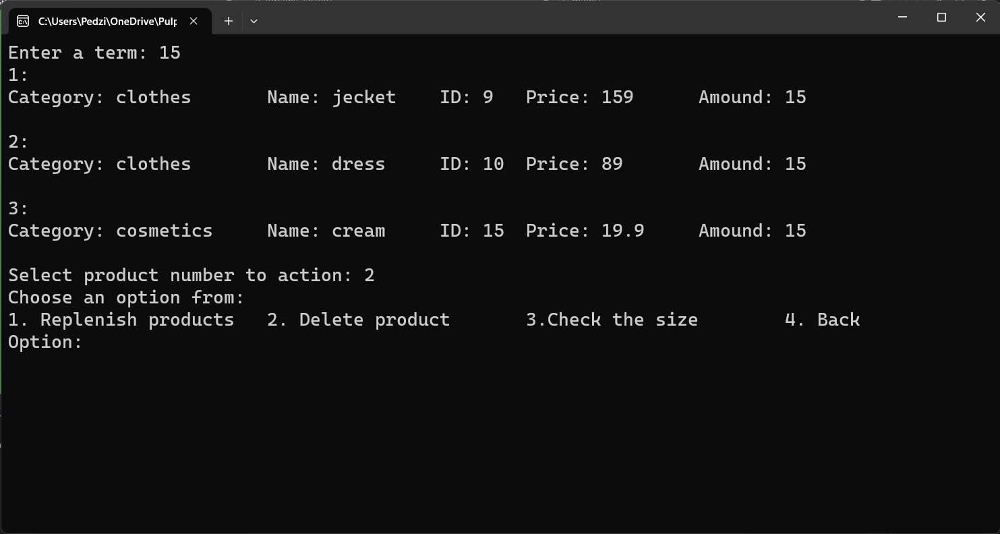 C:\Users\Pedzi\OneDrive\Pulp
Enter a term: 15
1:
Category: clothes Name: jecket ID: 9 Price: 159 Amound: 15
2:
Category: clothes Name: dress ID: 10 Price: 89 Amound: 15
3:
Category: cosmetics Name: cream ID: 15 Price: 19.9 Amound: 15
Select product number to action: 2
Choose an option from:
1. Replenish products 2. Delete product 3.Check the size 4. Back
Option: